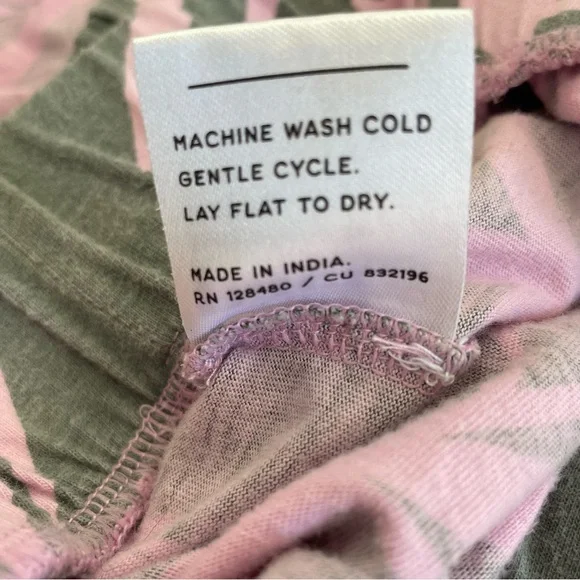 MACHINE WASH COLD
GENTLE CYCLE.
LAY FLAT TO DRY.
MADE IN INDIA.
RN 128480 / CU 832196